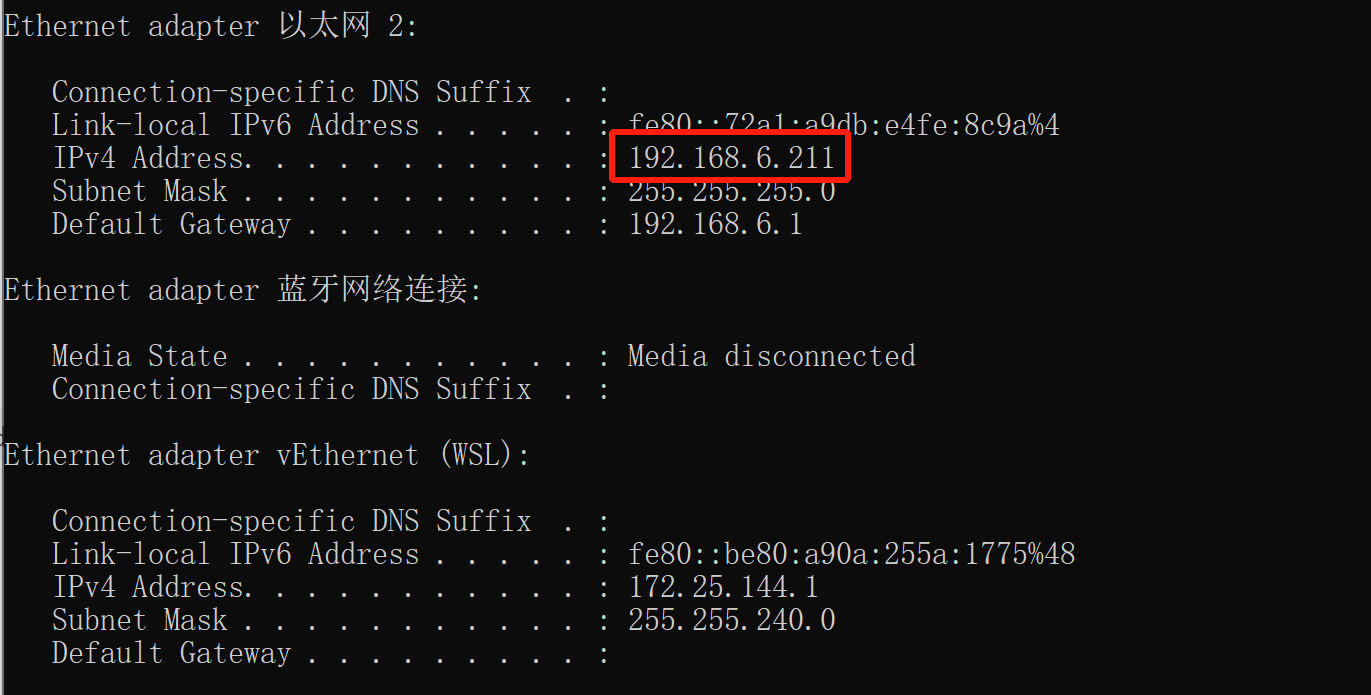 Ethernet adapter 以太网 2:
Connection-specific DNS Suffix  . :
Link-local IPv6 Address . . . . . : fe80::72a1:a9db:e4fe:8c9a%4
IPv4 Address. . . . . . . . . . . : 192.168.6.211
Subnet Mask . . . . . . . . . . . : 255.255.255.0
Default Gateway . . . . . . . . . : 192.168.6.1
Ethernet adapter 蓝牙网络连接:
Media State . . . . . . . . . . . : Media disconnected
Connection-specific DNS Suffix  . :
Ethernet adapter vEthernet (WSL):
Connection-specific DNS Suffix  . :
Link-local IPv6 Address . . . . . : fe80::be80:a90a:255a:1775%48
IPv4 Address. . . . . . . . . . . : 172.25.144.1
Subnet Mask . . . . . . . . . . . : 255.255.240.0
Default Gateway . . . . . . . . . :